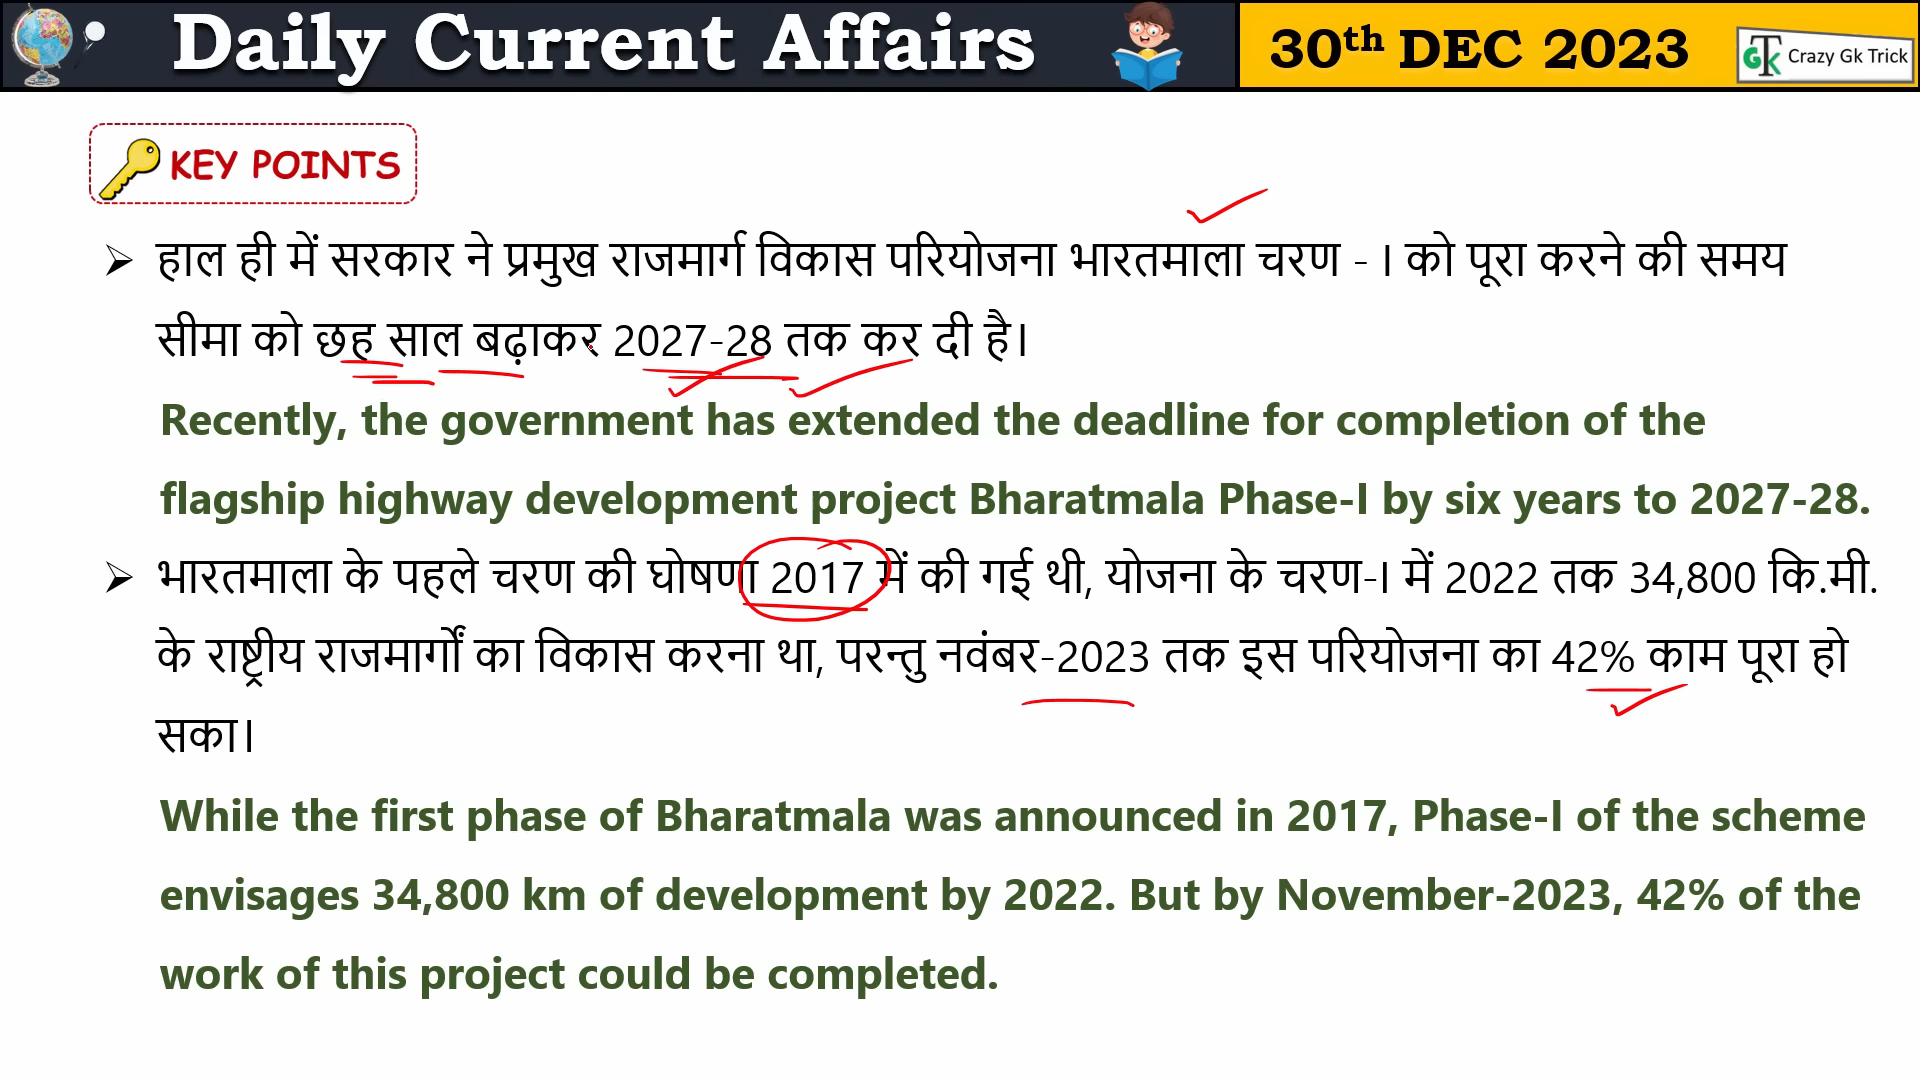 Daily Current Affairs
30th DEC 2023
GTK Crazy Gk Trick
KEY POINTS
➢ हाल ही में सरकार ने प्रमुख राजमार्ग विकास परियोजना भारतमाला चरण - I को पूरा करने की समय
सीमा को छह साल बढ़ाकर 2027-28 तक कर दी है।
Recently, the government has extended the deadline for completion of the
flagship highway development project Bharatmala Phase-I by six years to 2027-28.
➢ भारतमाला के पहले चरण की घोषणा 2017 में की गई थी, योजना के चरण-I में 2022 तक 34,800 कि.मी.
के राष्ट्रीय राजमार्गों का विकास करना था, परन्तु नवंबर-2023 तक इस परियोजना का 42% काम पूरा हो
सका।
While the first phase of Bharatmala was announced in 2017, Phase-I of the scheme
envisages 34,800 km of development by 2022. But by November-2023, 42% of the
work of this project could be completed.